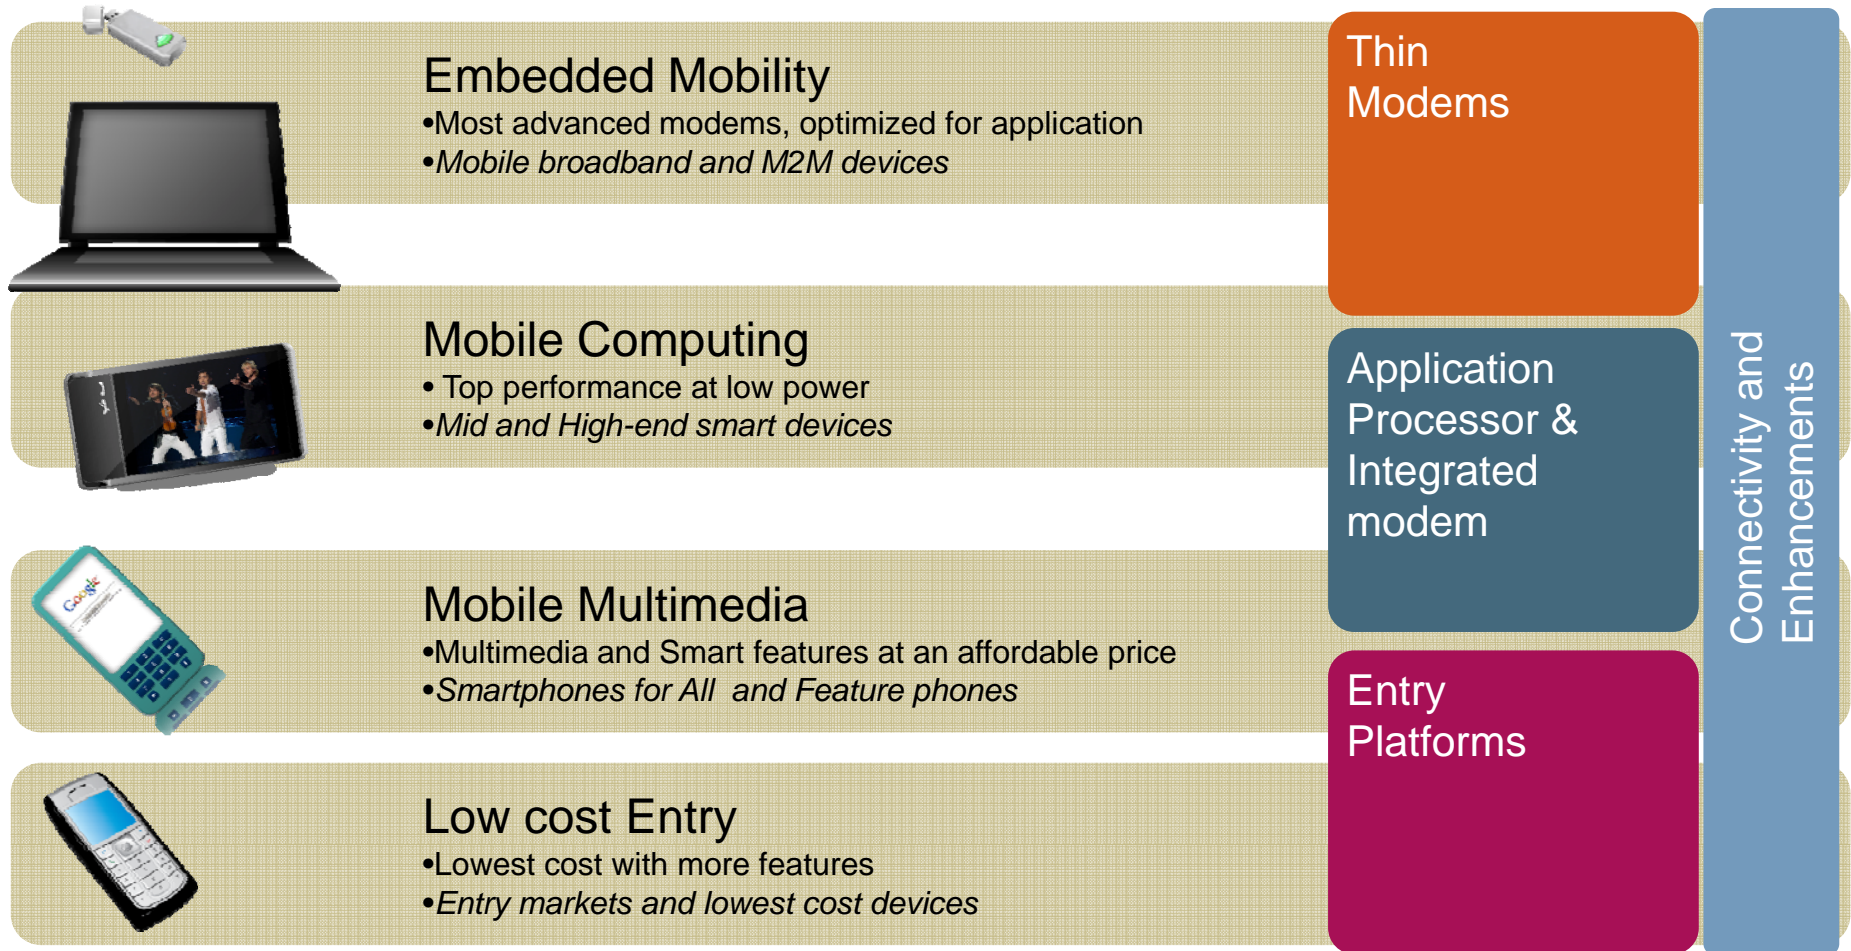 Embedded Mobility
•Most advanced modems, optimized for application
•Mobile broadband and M2M devices
Mobile Computing
• Top performance at low power
•Mid and High-end smart devices
Google
Mobile Multimedia
•Multimedia and Smart features at an affordable price
•Smartphones for All and Feature phones
Low cost Entry
•Lowest cost with more features
•Entry markets and lowest cost devices
Thin
Modems
Application
Processor &
Integrated
modem
Entry
Platforms
Connectivity and
Enhancements